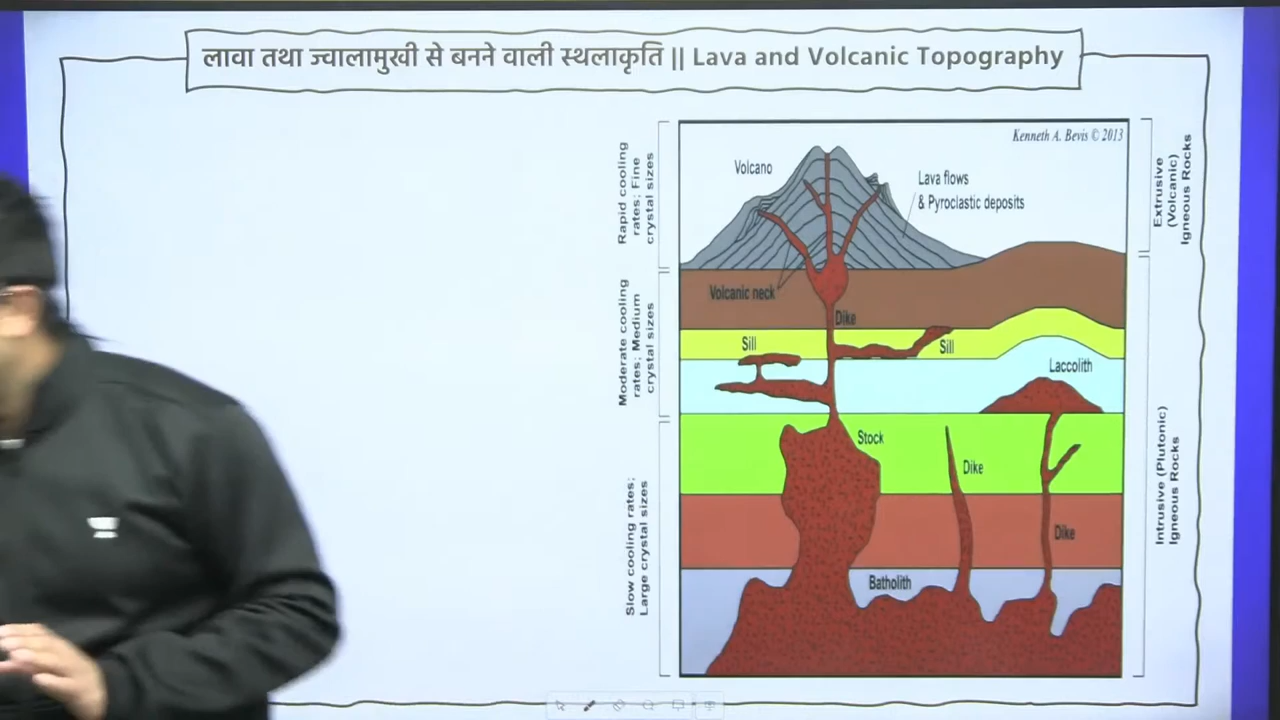 लावा तथा ज्वालामुखी से बनने वाली स्थलाकृति || Lava and Volcanic Topography
Kenneth A. Bevis © 2013
Rapid cooling
rates; Fine
crystal sizes
Volcano
Lava flows
& Pyroclastic deposits
Extrusive
(Volcanic)
Igneous Rocks
Volcanic neck
Moderate cooling
rates; Medium
crystal sizes
Dike
Sill
Sill
Laccolith
Stock
Dike
Dike
Intrusive (Plutonic)
Igneous Rocks
Slow cooling rates;
Large crystal sizes
Batholith